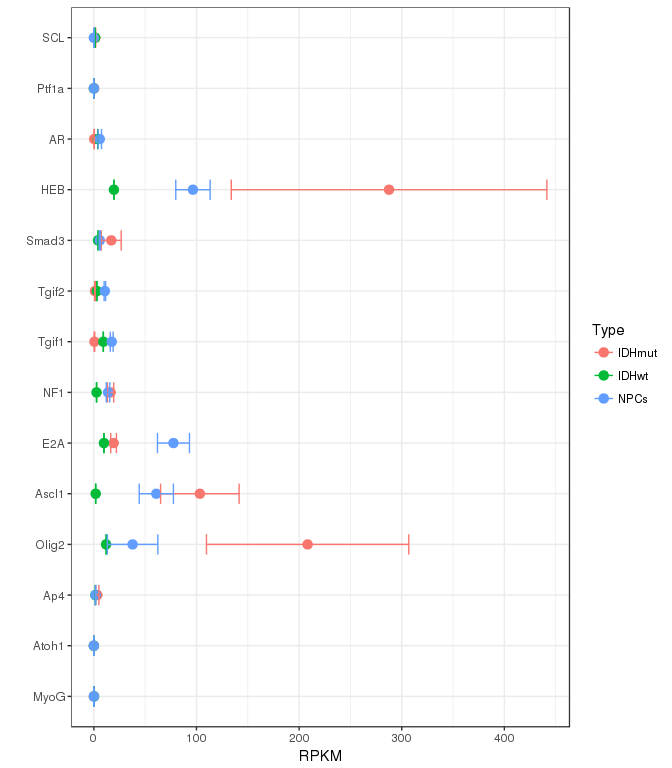 SCL
Ptf1a
AR
HEB
Smad3
Tgif2
Tgif1
NF1
E2A
Ascl1
Olig2
Ap4
Atoh1
MyoG
0 100 200 300 400
RPKM
Type
IDHmut
IDHwt
NPCs